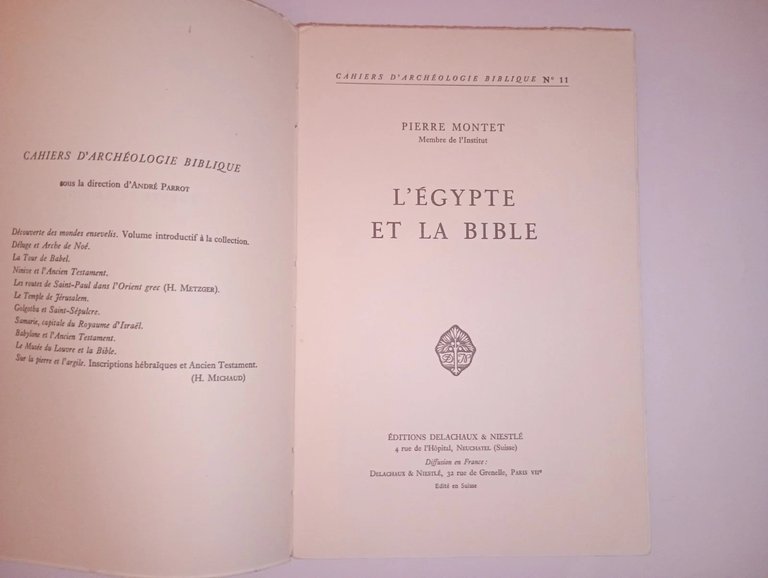 CAHIERS D'ARCHÉOLOGIE BIBLIQUE
sous la direction d'ANDRÉ PARROT
Découverte des mondes ensevelis. Volume introductif à la collection.
Déluge et Arche de Noé.
La Tour de Babel.
Ninive et l'Ancien Testament.
Les routes de Saint-Paul dans l'Orient grec (H. METZGER).
Le Temple de Jérusalem.
Golgotha et Saint-Sépulcre.
Samarie, capitale du Royaume d'Israël.
Babylone et l'Ancien Testament.
Le Musée du Louvre et la Bible.
Sur la pierre et l'argile. Inscriptions hébraïques et Ancien Testament.
(H. MICHAUD)
CAHIERS D'ARCHÉOLOGIE BIBLIQUE N° 11
PIERRE MONTET
Membre de l'Institut
L'ÉGYPTE
ET LA BIBLE
D N
ÉDITIONS DELACHAUX & NIESTLÉ
4 rue de l'Hôpital, NEUCHATEL (Suisse)
Diffusion en France :
DELACHAUX & NIESTLÉ, 32 rue de Grenelle, PARIS VIIe
Edité en Suisse